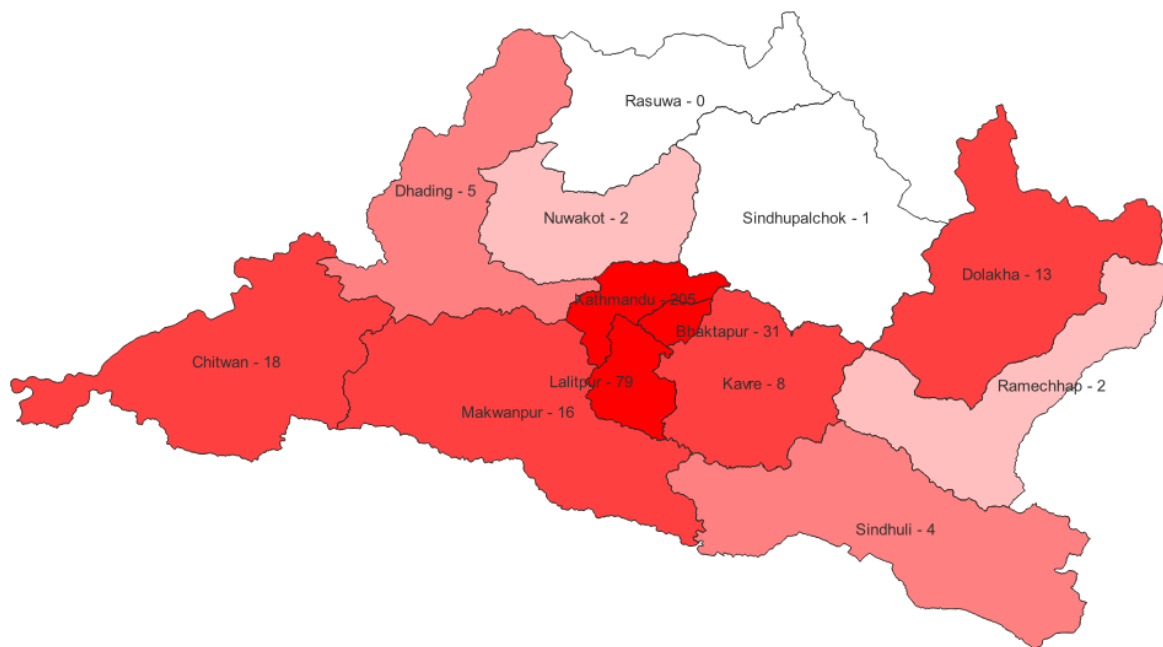 Rasuwa - 0
Dhading - 5
Nuwakot - 2
Sindhupalchok - 1
Dolakha - 13
Kathmandu - 205
Bhaktapur - 31
Chitwan - 18
Lalitpur - 79
Kavre - 8
Ramechhap - 2
Makwanpur - 16
Sindhuli - 4